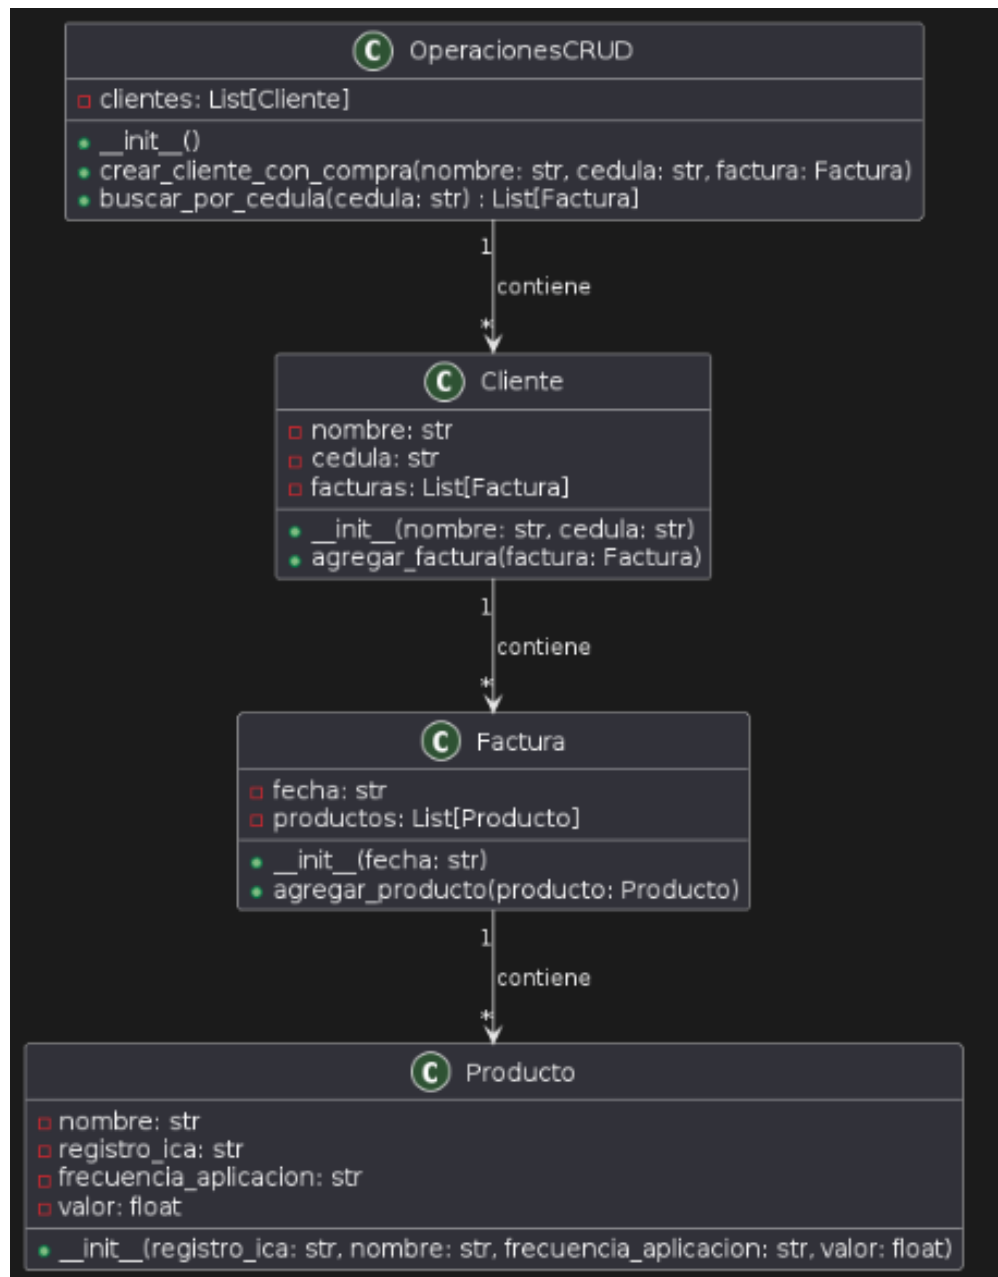 C OperacionesCRUD
clientes: List[Cliente]
__init__()
crear_cliente_con_compra(nombre: str, cedula: str, factura: Factura)
buscar_por_cedula(cedula: str) : List[Factura]
1
contiene
*
C Cliente
nombre: str
cedula: str
facturas: List[Factura]
__init__(nombre: str, cedula: str)
agregar_factura(factura: Factura)
1
contiene
*
C Factura
fecha: str
productos: List[Producto]
__init__(fecha: str)
agregar_producto(producto: Producto)
1
contiene
*
C Producto
nombre: str
registro_ica: str
frecuencia_aplicacion: str
valor: float
__init__(registro_ica: str, nombre: str, frecuencia_aplicacion: str, valor: float)